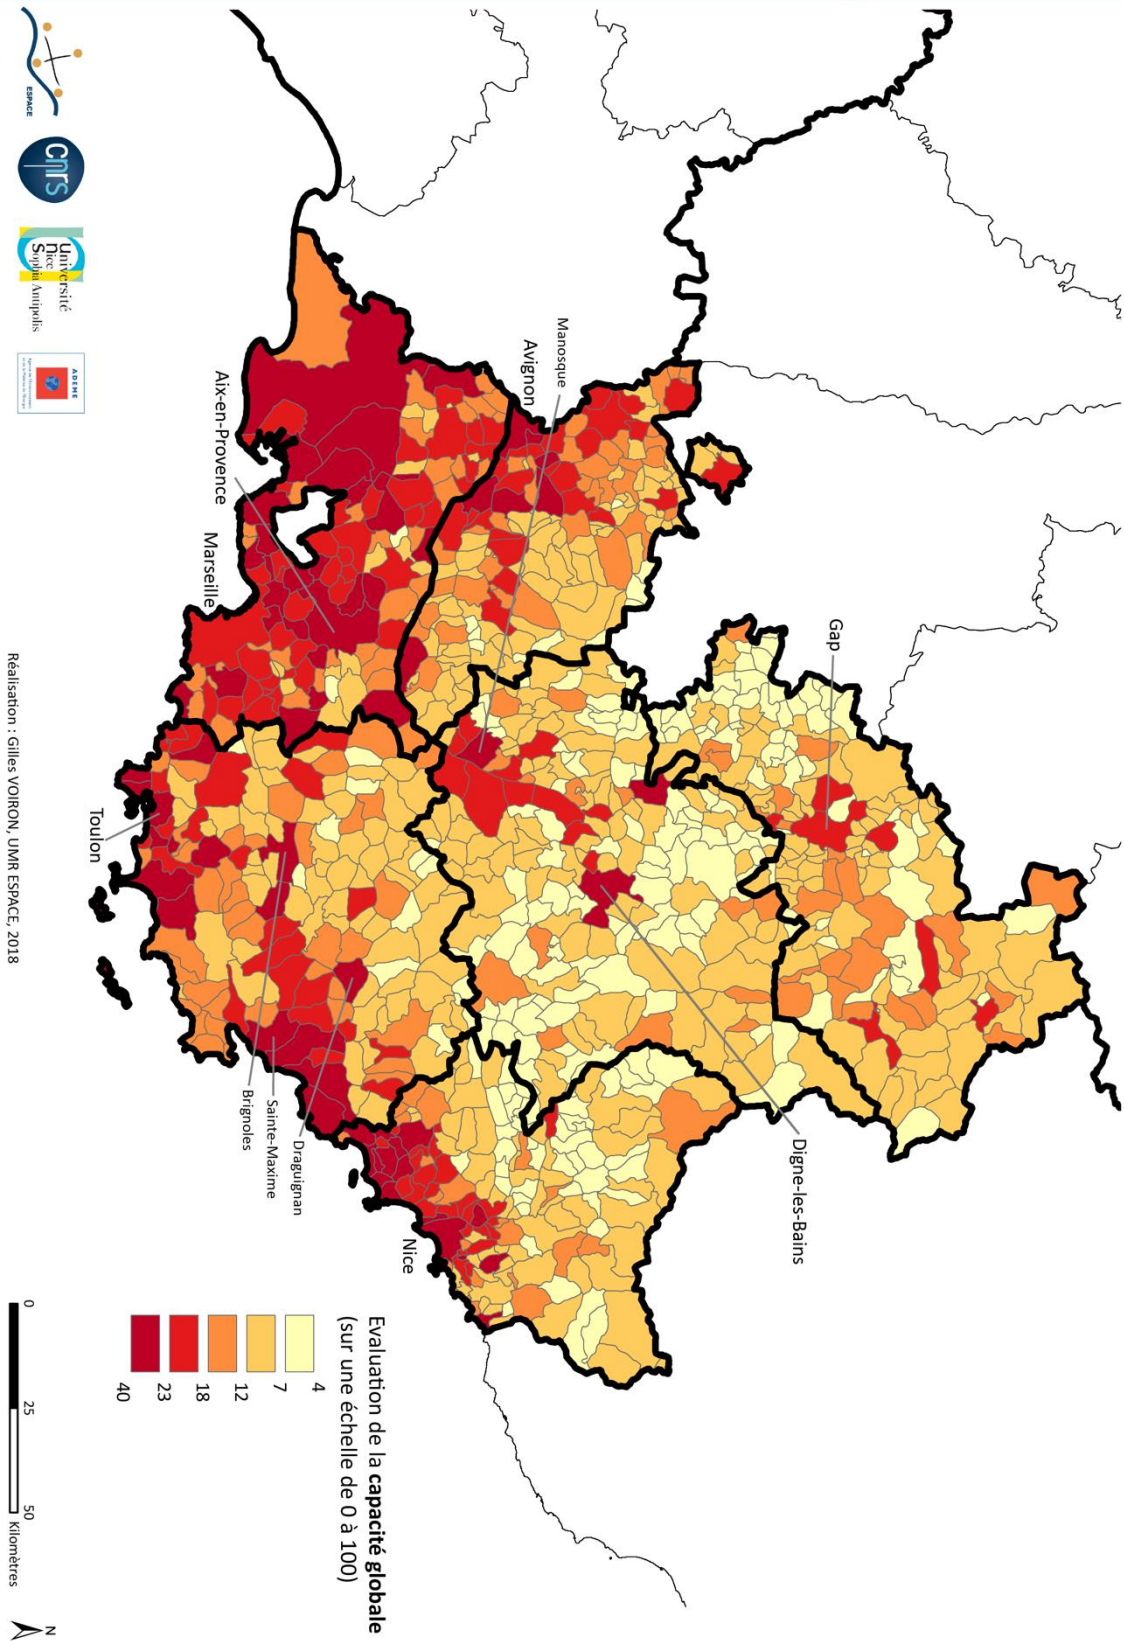 Gap
Digne-les-Bains
Manosque
Avignon
Aix-en-Provence
Marseille
Toulon
Brignoles
Sainte-Maxime
Draguignan
Nice
Evaluation de la capacité globale
(sur une échelle de 0 à 100)
4
7
12
18
23
40
0 25 50 Kilomètres
N
Réalisation : Gilles VOIRON, UMR ESPACE, 2018
ESPACE
cnrs
Université
nice
Sophia Antipolis
ADEME